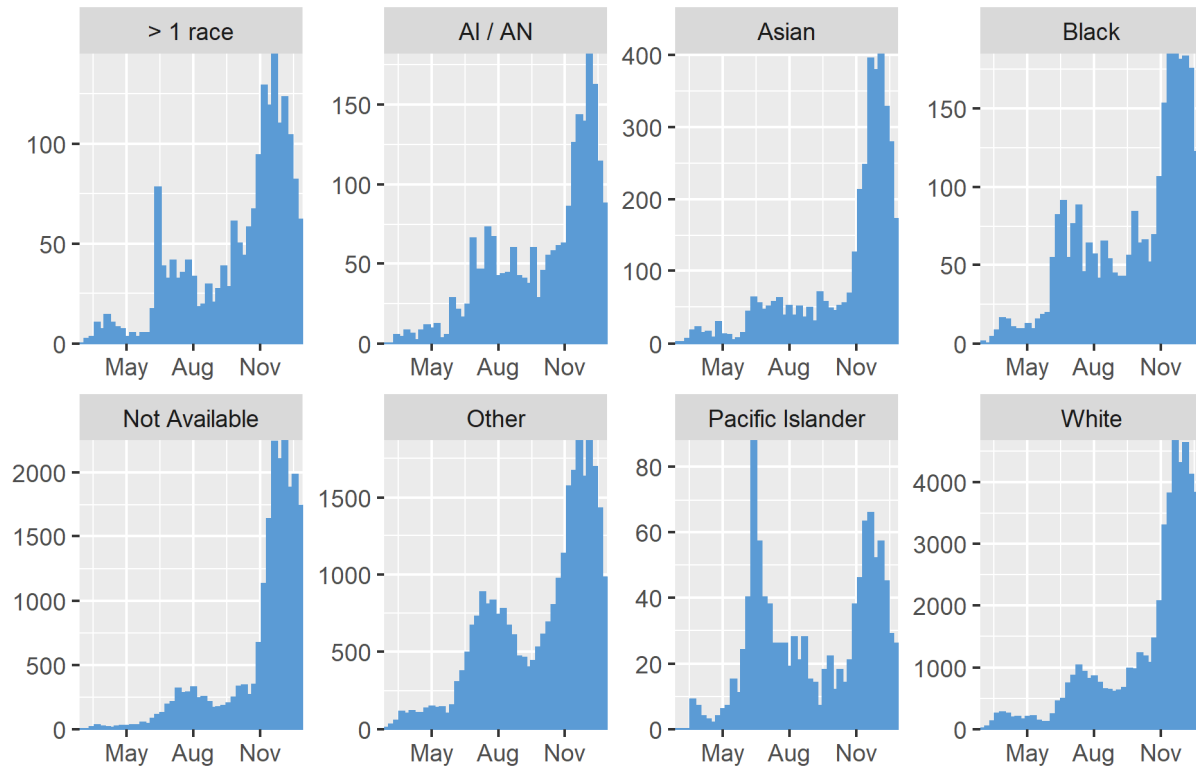 > 1 race
AI / AN
Asian
Black
100
50
0
150
100
50
0
400
300
200
100
0
150
100
50
0
May Aug Nov
May Aug Nov
May Aug Nov
May Aug Nov
Not Available
Other
Pacific Islander
White
2000
1500
1000
500
0
1500
1000
500
0
80
60
40
20
0
4000
3000
2000
1000
0
May Aug Nov
May Aug Nov
May Aug Nov
May Aug Nov